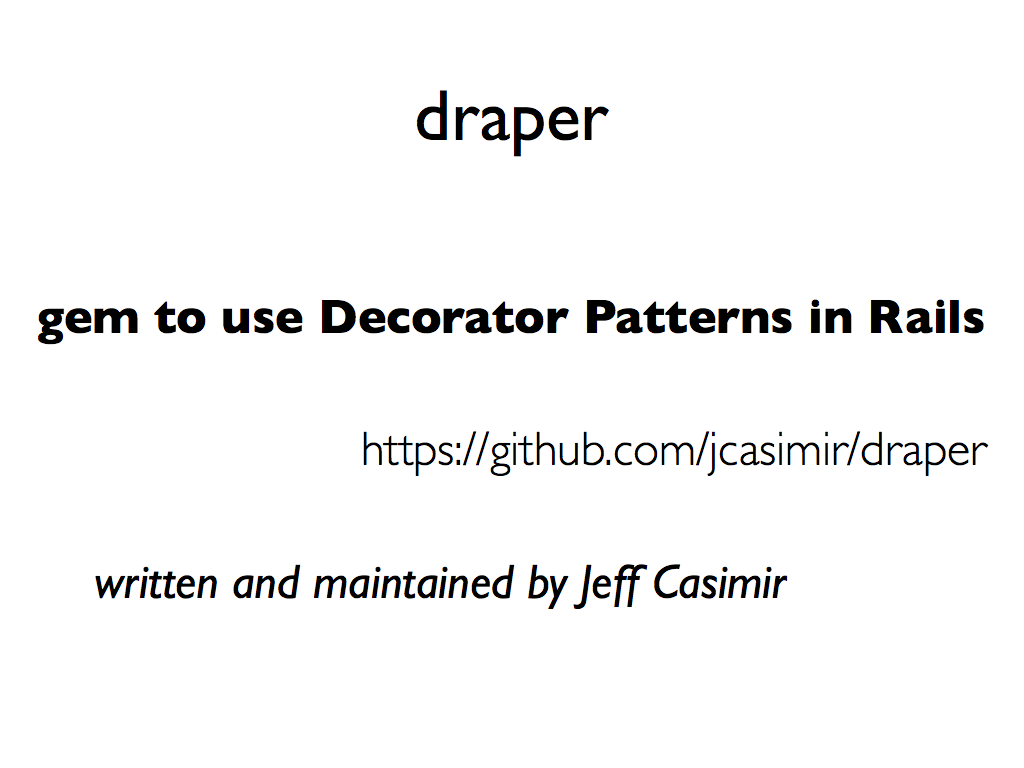 draper
gem to use Decorator Patterns in Rails
https://github.com/jcasimir/draper
written and maintained by Jeff Casimir